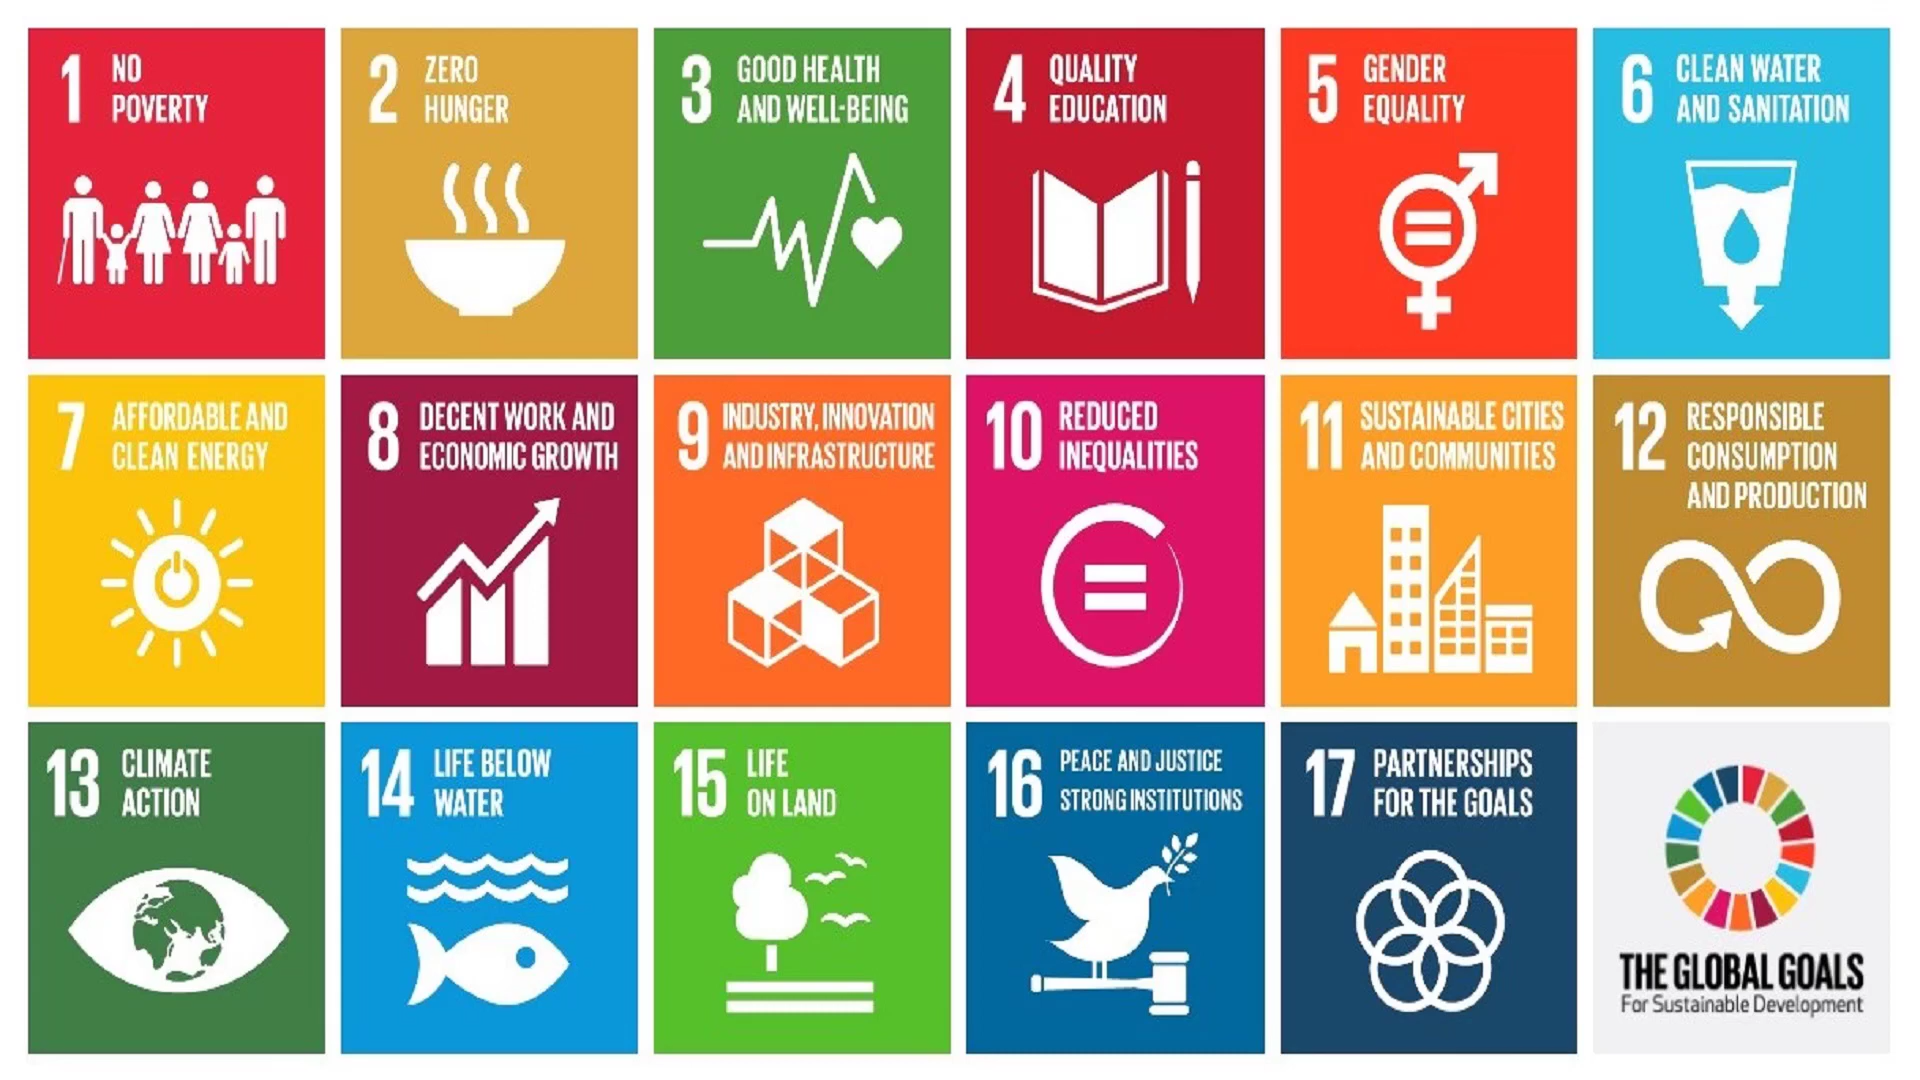 1 NO
POVERTY
2 ZERO
HUNGER
3 GOOD HEALTH
AND WELL-BEING
4 QUALITY
EDUCATION
5 GENDER
EQUALITY
6 CLEAN WATER
AND SANITATION
7 AFFORDABLE AND
CLEAN ENERGY
8 DECENT WORK AND
ECONOMIC GROWTH
9 INDUSTRY, INNOVATION
AND INFRASTRUCTURE
10 REDUCED
INEQUALITIES
11 SUSTAINABLE CITIES
AND COMMUNITIES
12 RESPONSIBLE
CONSUMPTION
AND PRODUCTION
13 CLIMATE
ACTION
14 LIFE BELOW
WATER
15 LIFE
ON LAND
16 PEACE AND JUSTICE
STRONG INSTITUTIONS
17 PARTNERSHIPS
FOR THE GOALS
THE GLOBAL GOALS
For Sustainable Development